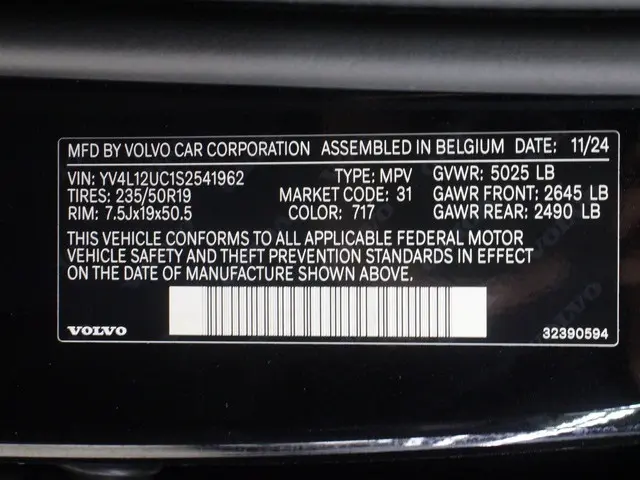 MFD BY VOLVO CAR CORPORATION ASSEMBLED IN BELGIUM DATE: 11/24
VIN: YV4L12UC1S2541962 TYPE: MPV GVWR: 5025 LB
TIRES: 235/50R19 MARKET CODE: 31 GAWR FRONT: 2645 LB
RIM: 7.5Jx19x50.5 COLOR: 717 GAWR REAR: 2490 LB
THIS VEHICLE CONFORMS TO ALL APPLICABLE FEDERAL MOTOR
VEHICLE SAFETY AND THEFT PREVENTION STANDARDS IN EFFECT
ON THE DATE OF MANUFACTURE SHOWN ABOVE.
VOLVO 32390594